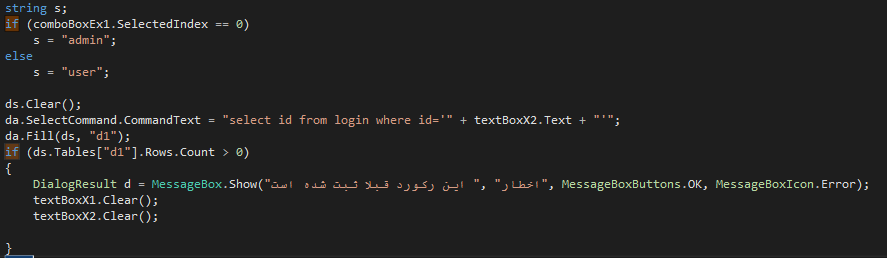 string s;
if (comboBoxEx1.SelectedIndex == 0)
s = "admin";
else
s = "user";
ds.Clear();
da.SelectCommand.CommandText = "select id from login where id='" + textBoxX2.Text + "'";
da.Fill(ds, "d1");
if (ds.Tables["d1"].Rows.Count > 0)
{
DialogResult d = MessageBox.Show("این رکورد قبلا ثبت شده است ", "اخطار", MessageBoxButtons.OK, MessageBoxIcon.Error);
textBoxX1.Clear();
textBoxX2.Clear();
}